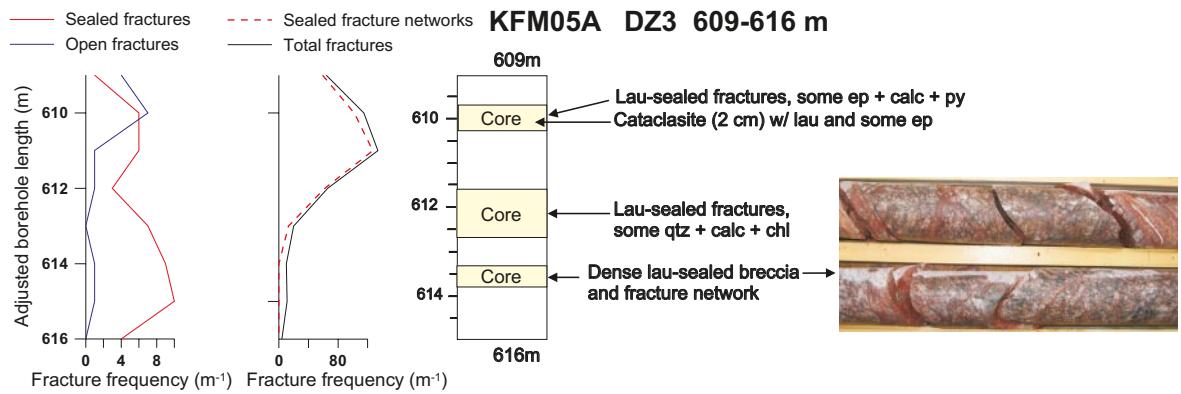 Sealed fractures
Sealed fracture networks
KFM05A DZ3 609-616 m
Open fractures
Total fractures
609m
Adjusted borehole length (m)
610
612
614
616
0
4
8
Fracture frequency (m-1)
0
80
Fracture frequency (m-1)
610
Core
Lau-sealed fractures, some ep + calc + py
Cataclasite (2 cm) w/ lau and some ep
612
Core
Lau-sealed fractures,
some qtz + calc + chl
614
Core
Dense lau-sealed breccia
and fracture network
616m